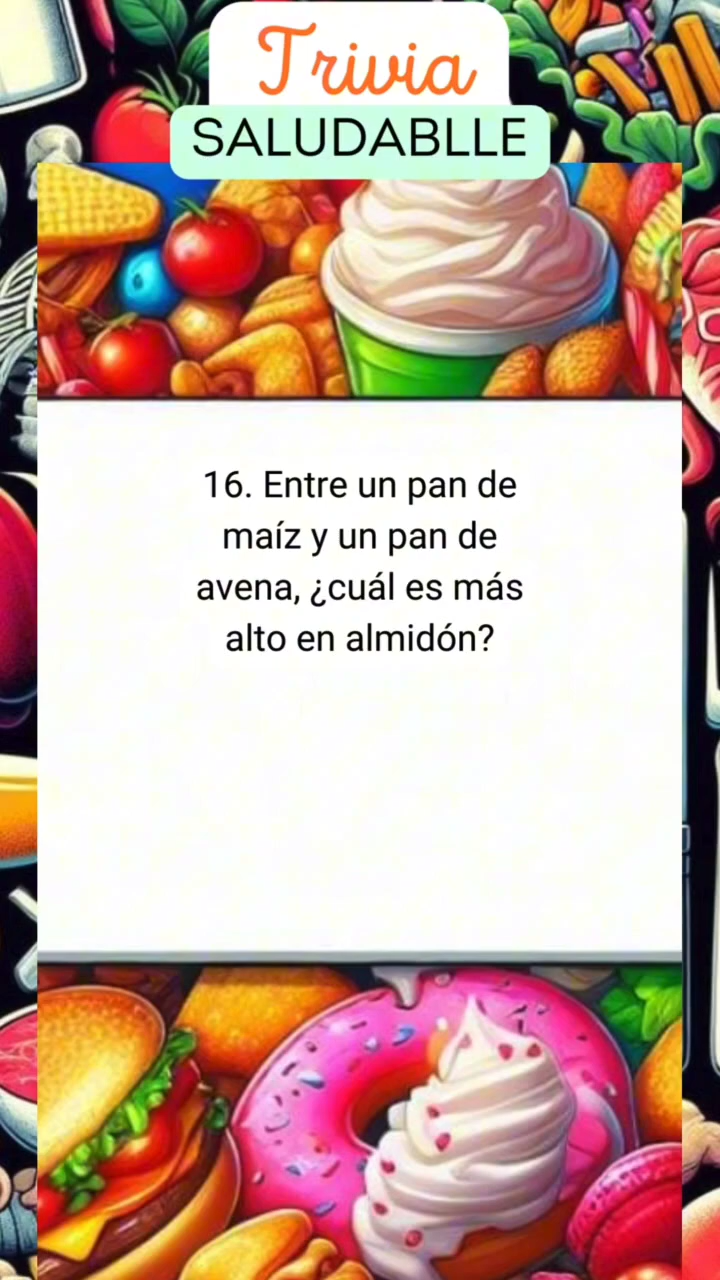 Trivia
SALUDABLLE
16. Entre un pan de
maíz y un pan de
avena, ¿cuál es más
alto en almidón?